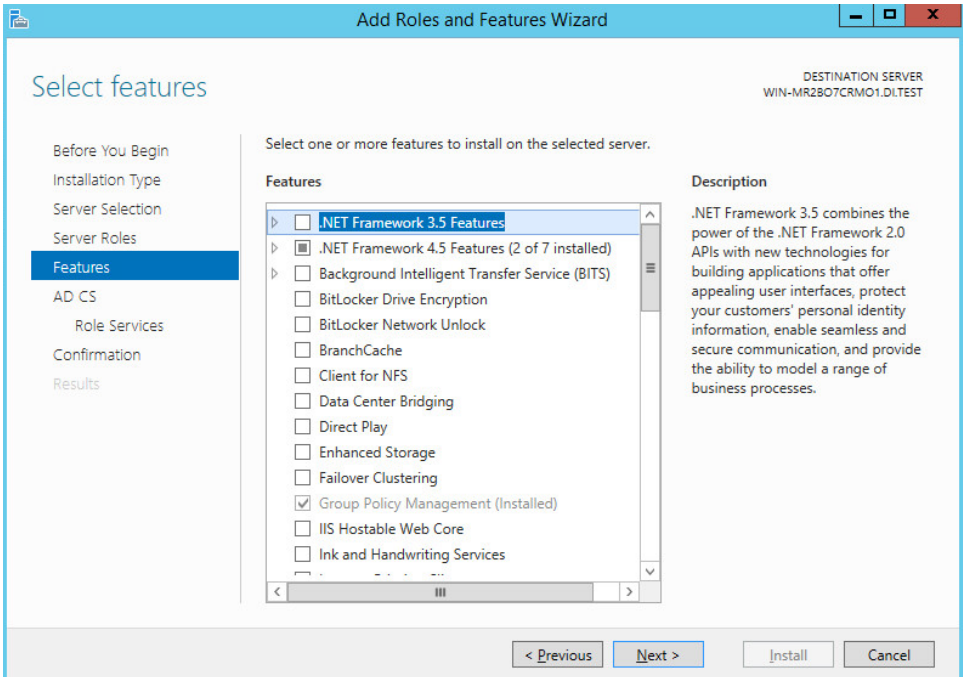 Add Roles and Features Wizard
Select features
DESTINATION SERVER
WIN-MR2BO7CRMO1.DI.TEST
Before You Begin
Installation Type
Server Selection
Server Roles
Features
AD CS
Role Services
Confirmation
Results
Select one or more features to install on the selected server.
Features
.NET Framework 3.5 Features
.NET Framework 4.5 Features (2 of 7 installed)
Background Intelligent Transfer Service (BITS)
BitLocker Drive Encryption
BitLocker Network Unlock
BranchCache
Client for NFS
Data Center Bridging
Direct Play
Enhanced Storage
Failover Clustering
Group Policy Management (Installed)
IIS Hostable Web Core
Ink and Handwriting Services
Description
.NET Framework 3.5 combines the
power of the .NET Framework 2.0
APIs with new technologies for
building applications that offer
appealing user interfaces, protect
your customers' personal identity
information, enable seamless and
secure communication, and provide
the ability to model a range of
business processes.
< Previous
Next >
Install
Cancel